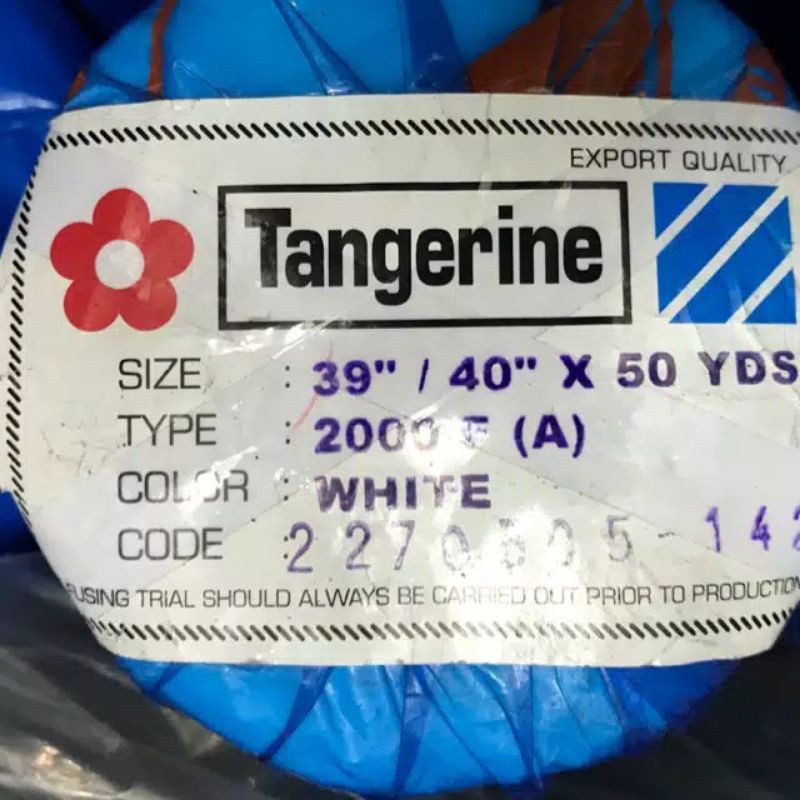 EXPORT QUALITY
Tangerine
SIZE : 39" / 40" X 50 YDS
TYPE : 2000 F (A)
COLOR : WHITE
CODE :
FUSING TRIAL SHOULD ALWAYS BE CARRIED OUT PRIOR TO PRODUCTION